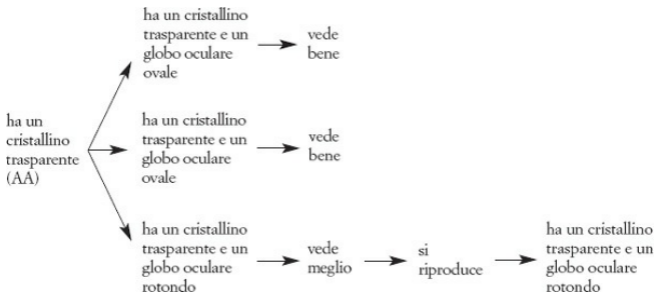 ha un
cristallino
trasparente
(AA)
ha un cristallino
trasparente e un
globo oculare
ovale
vede
bene
ha un cristallino
trasparente e un
globo oculare
ovale
vede
bene
ha un cristallino
trasparente e un
globo oculare
rotondo
vede
meglio
si
riproduce
ha un cristallino
trasparente e un
globo oculare
rotondo